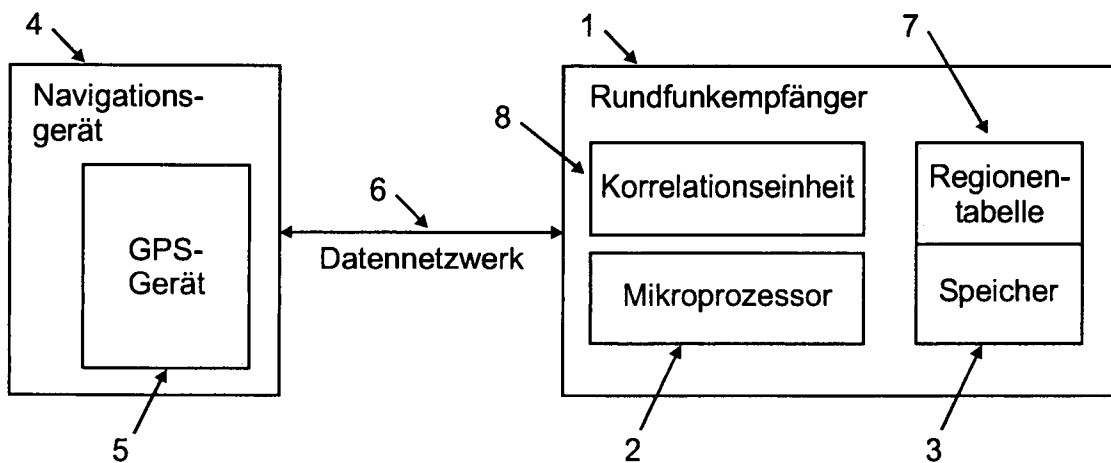 4
1
7
Navigations-
gerät
Rundfunkempfänger
8
Korrelationseinheit
Regionen-
tabelle
6
GPS-
Gerät
Datennetzwerk
Mikroprozessor
Speicher
5
2
3